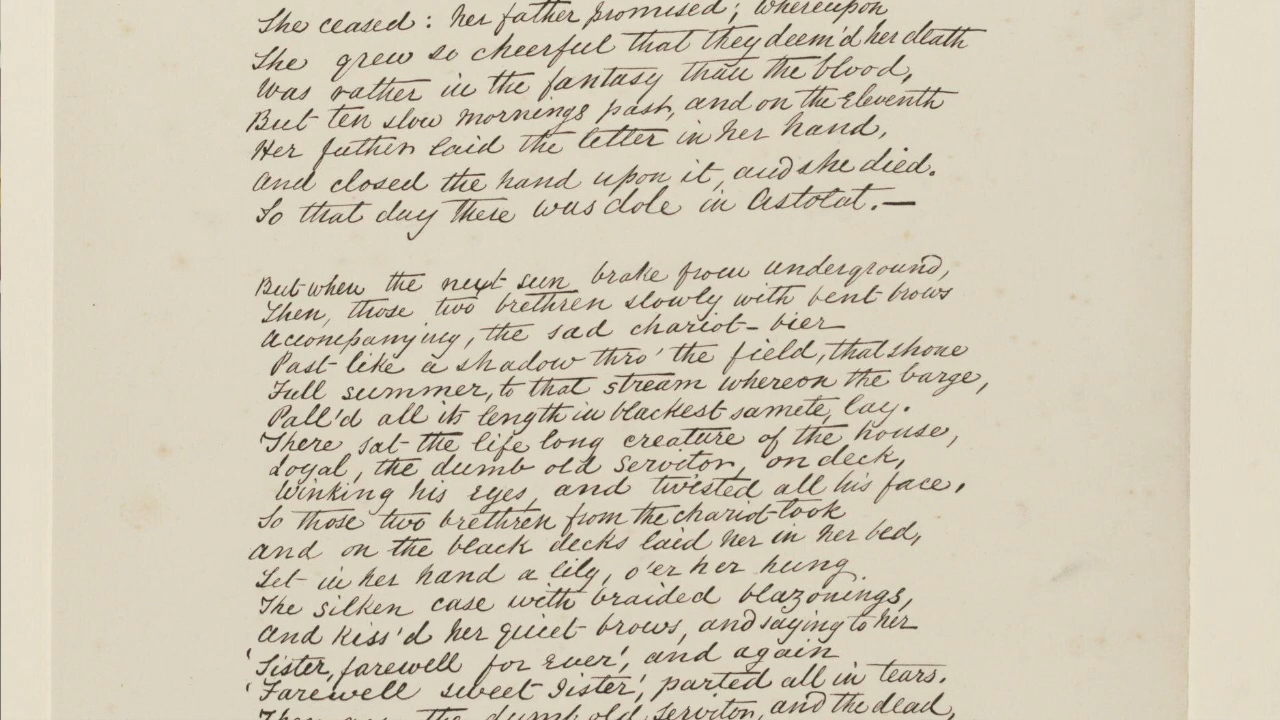 She ceased: her father promised; whereupon
She grew so cheerful that they deem'd her death
Was rather in the fantasy than the blood,
But ten slow mornings past, and on the Eleventh
Her father laid the letter in her hand,
And closed the hand upon it, and she died.
So that day there was dole in Astolat.—
But when the next sun brake from underground,
Then, those two brethren slowly with bent brows
Accompanying, the sad chariot-bier
Past like a shadow thro' the field, that shone
Full summer, to that stream whereon the barge,
Pall'd all its length in blackest samete, lay.
There sat the life long creature of the house,
Loyal, the dumb old Servitor, on deck,
Winking his Eyes, and twisted all his face.
So those two brethren from the chariot took
And on the black decks laid her in her bed,
Set in her hand a lily, o'er her hung
The silken case with braided blazonings,
And kiss'd her quiet brows, and saying to her
'Sister, farewell for Ever', and again
'Farewell sweet Sister', parted all in tears.
the dumb old Servitor, and the dead,